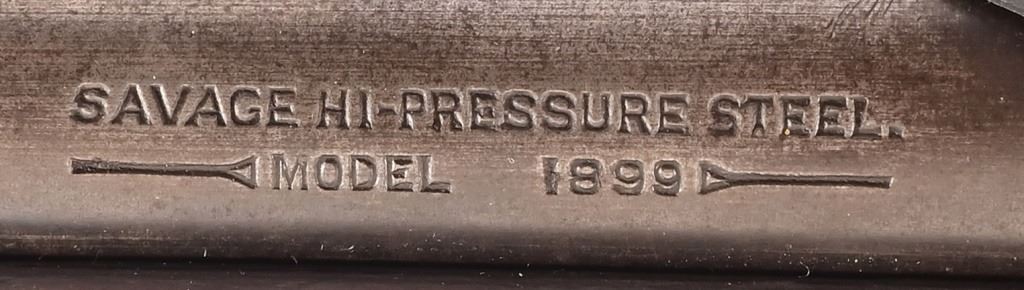 SAVAGE HI-PRESSURE STEEL.
MODEL 1899